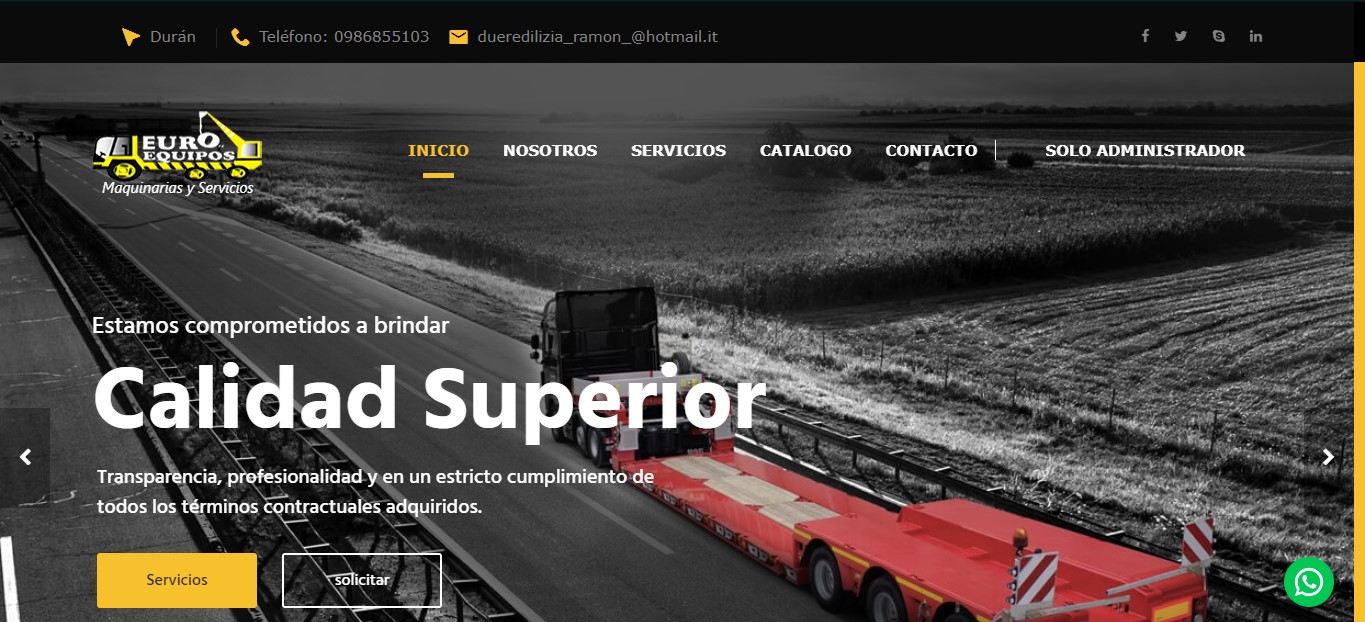 Durán
Teléfono: 0986855103
dueredilizia_ramon_@hotmail.it
EURO
EQUIPOS
Maquinarias y Servicios
INICIO
NOSOTROS
SERVICIOS
CATALOGO
CONTACTO
SOLO ADMINISTRADOR
Estamos comprometidos a brindar
Calidad Superior
Transparencia, profesionalidad y en un estricto cumplimiento de
todos los términos contractuales adquiridos.
Servicios
solicitar